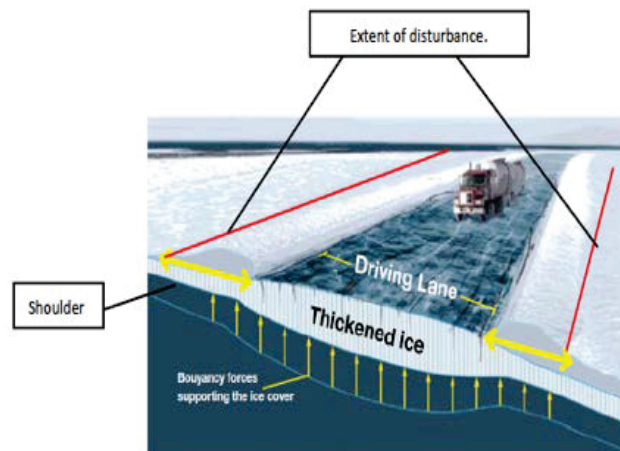 Extent of disturbance.
Driving Lane
Shoulder
Thickened ice
Bouyancy forces
supporting the ice cover